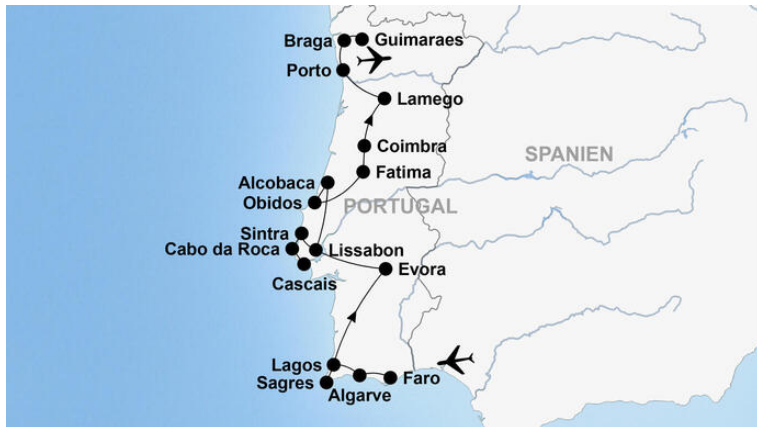 Braga
Guimaraes
Porto
Lamego
Coimbra
SPANIEN
Fatima
Alcobaca
Obidos
PORTUGAL
Sintra
Cabo da Roca
Lissabon
Cascais
Evora
Lagos
Sagres
Algarve
Faro